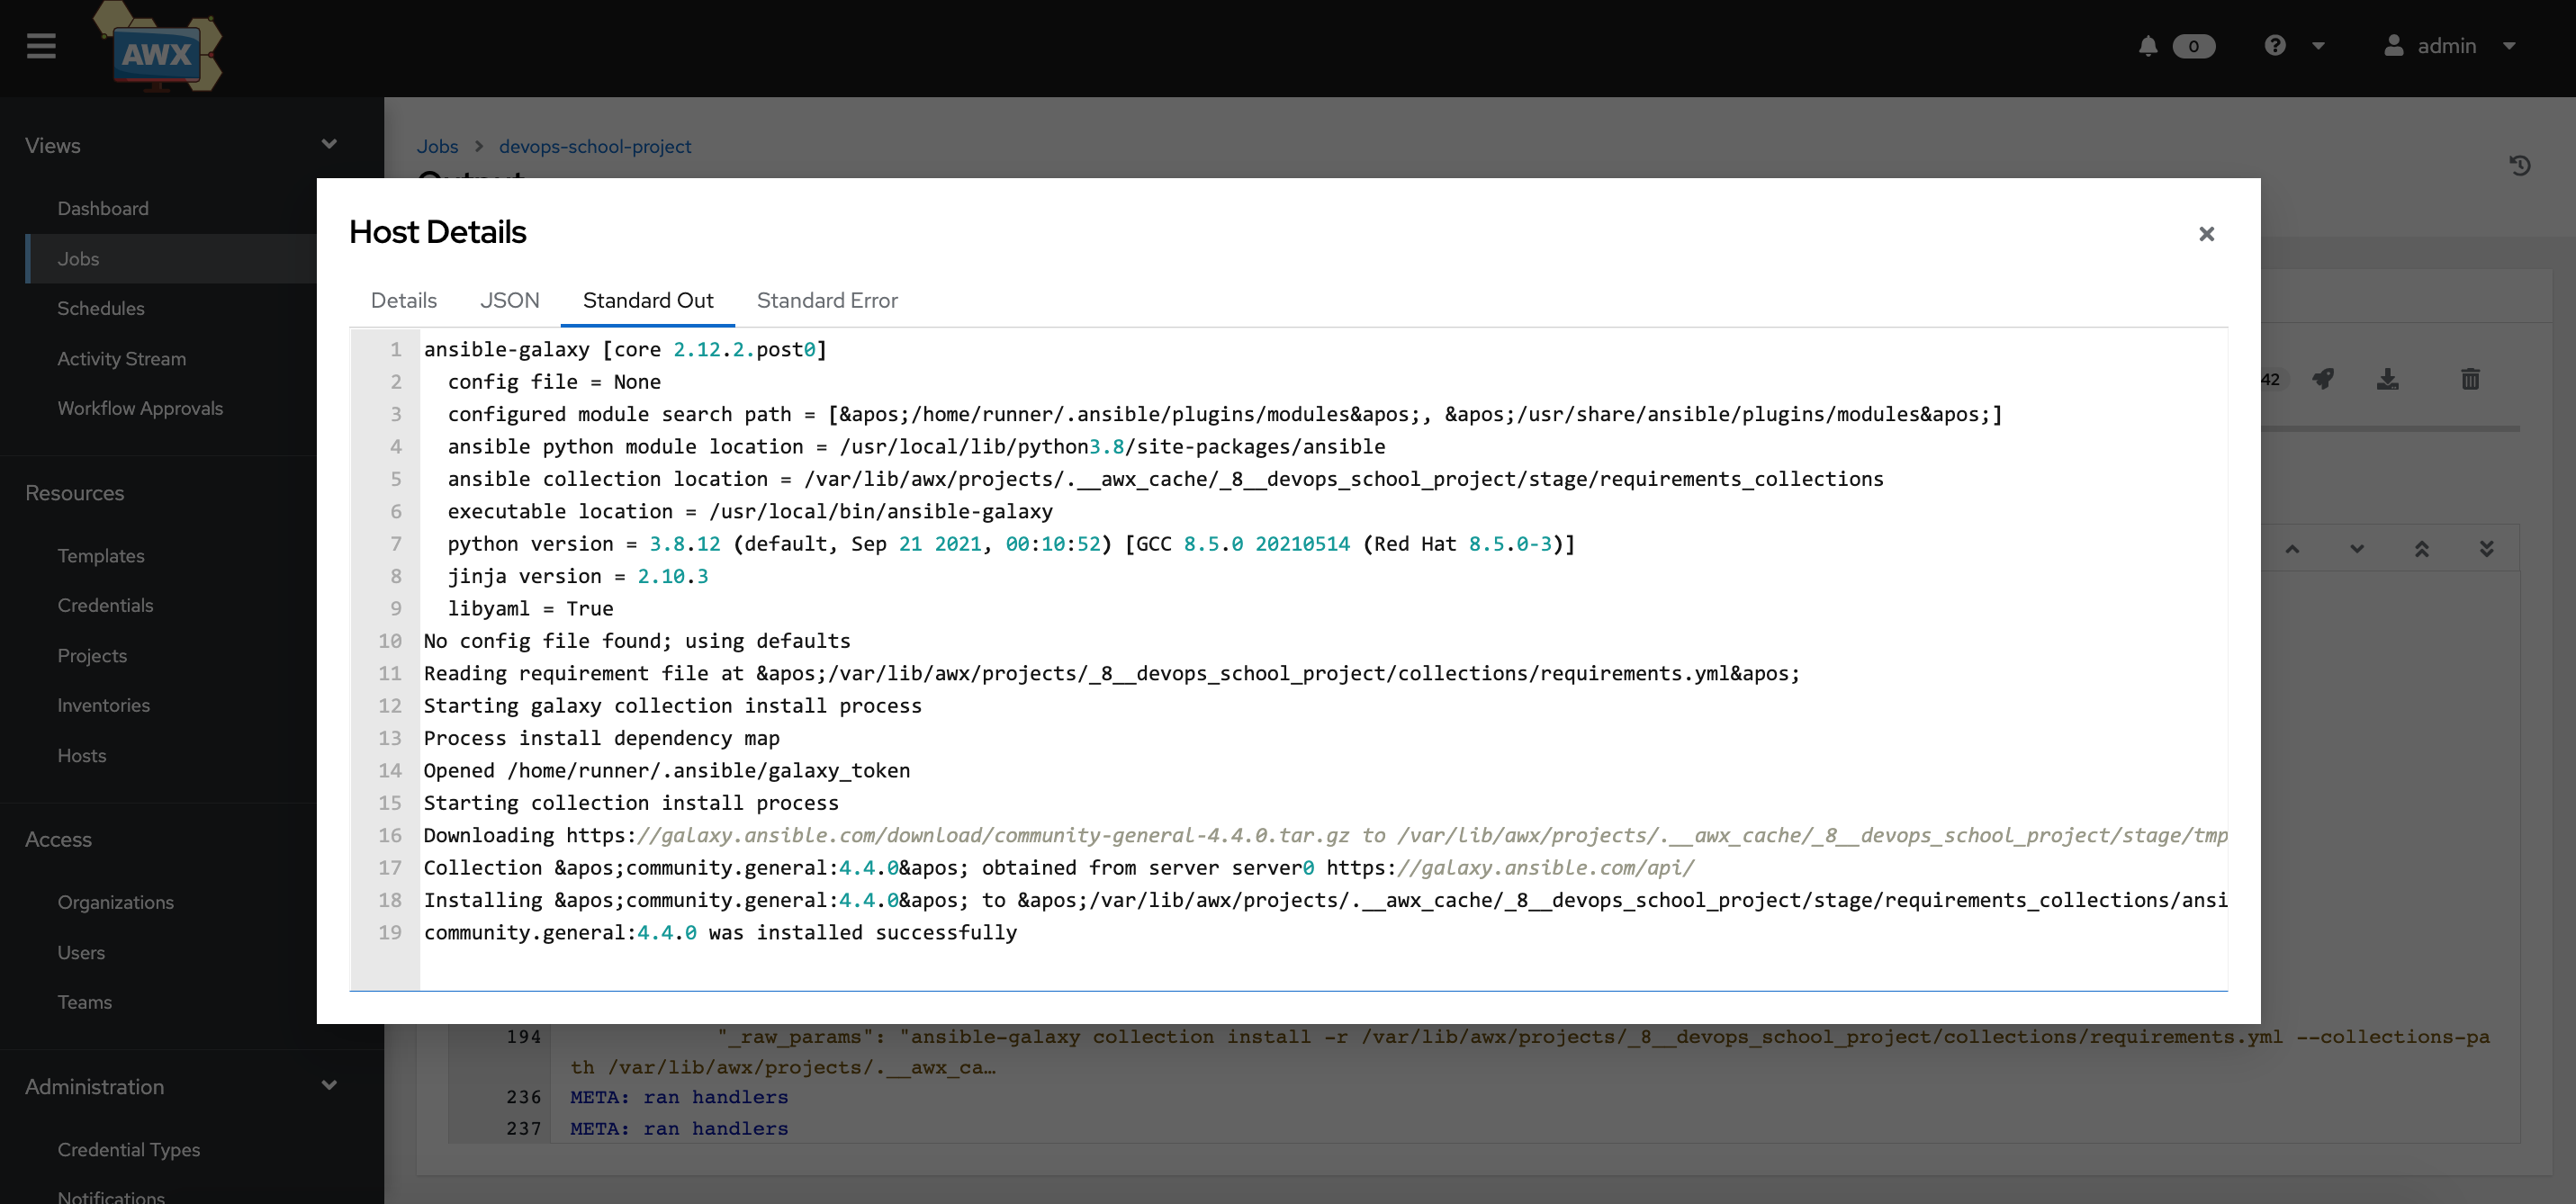 AWX
0
admin
Views
Jobs devops-school-project
Dashboard
Jobs
Schedules
Activity Stream
Workflow Approvals
Resources
Templates
Credentials
Projects
Inventories
Hosts
Access
Organizations
Users
Teams
Administration
Credential Types
Notifications
Output
Host Details
Details JSON Standard Out Standard Error
1 ansible-galaxy [core 2.12.2.post0]
2 config file = None
3 configured module search path = [&apos;/home/runner/.ansible/plugins/modules&apos;, &apos;/usr/share/ansible/plugins/modules&apos;]
4 ansible python module location = /usr/local/lib/python3.8/site-packages/ansible
5 ansible collection location = /var/lib/awx/projects/.__awx_cache/_8__devops_school_project/stage/requirements_collections
6 executable location = /usr/local/bin/ansible-galaxy
7 python version = 3.8.12 (default, Sep 21 2021, 00:10:52) [GCC 8.5.0 20210514 (Red Hat 8.5.0-3)]
8 jinja version = 2.10.3
9 libyaml = True
10 No config file found; using defaults
11 Reading requirement file at &apos;/var/lib/awx/projects/_8__devops_school_project/collections/requirements.yml&apos;
12 Starting galaxy collection install process
13 Process install dependency map
14 Opened /home/runner/.ansible/galaxy_token
15 Starting collection install process
16 Downloading https://galaxy.ansible.com/download/community-general-4.4.0.tar.gz to /var/lib/awx/projects/.__awx_cache/_8__devops_school_project/stage/tmp
17 Collection &apos;community.general:4.4.0&apos; obtained from server server0 https://galaxy.ansible.com/api/
18 Installing &apos;community.general:4.4.0&apos; to &apos;/var/lib/awx/projects/.__awx_cache/_8__devops_school_project/stage/requirements_collections/ansi
19 community.general:4.4.0 was installed successfully
42
194 "_raw_params": "ansible-galaxy collection install -r /var/lib/awx/projects/_8__devops_school_project/collections/requirements.yml --collections-pa
th /var/lib/awx/projects/.__awx_ca…
236 META: ran handlers
237 META: ran handlers